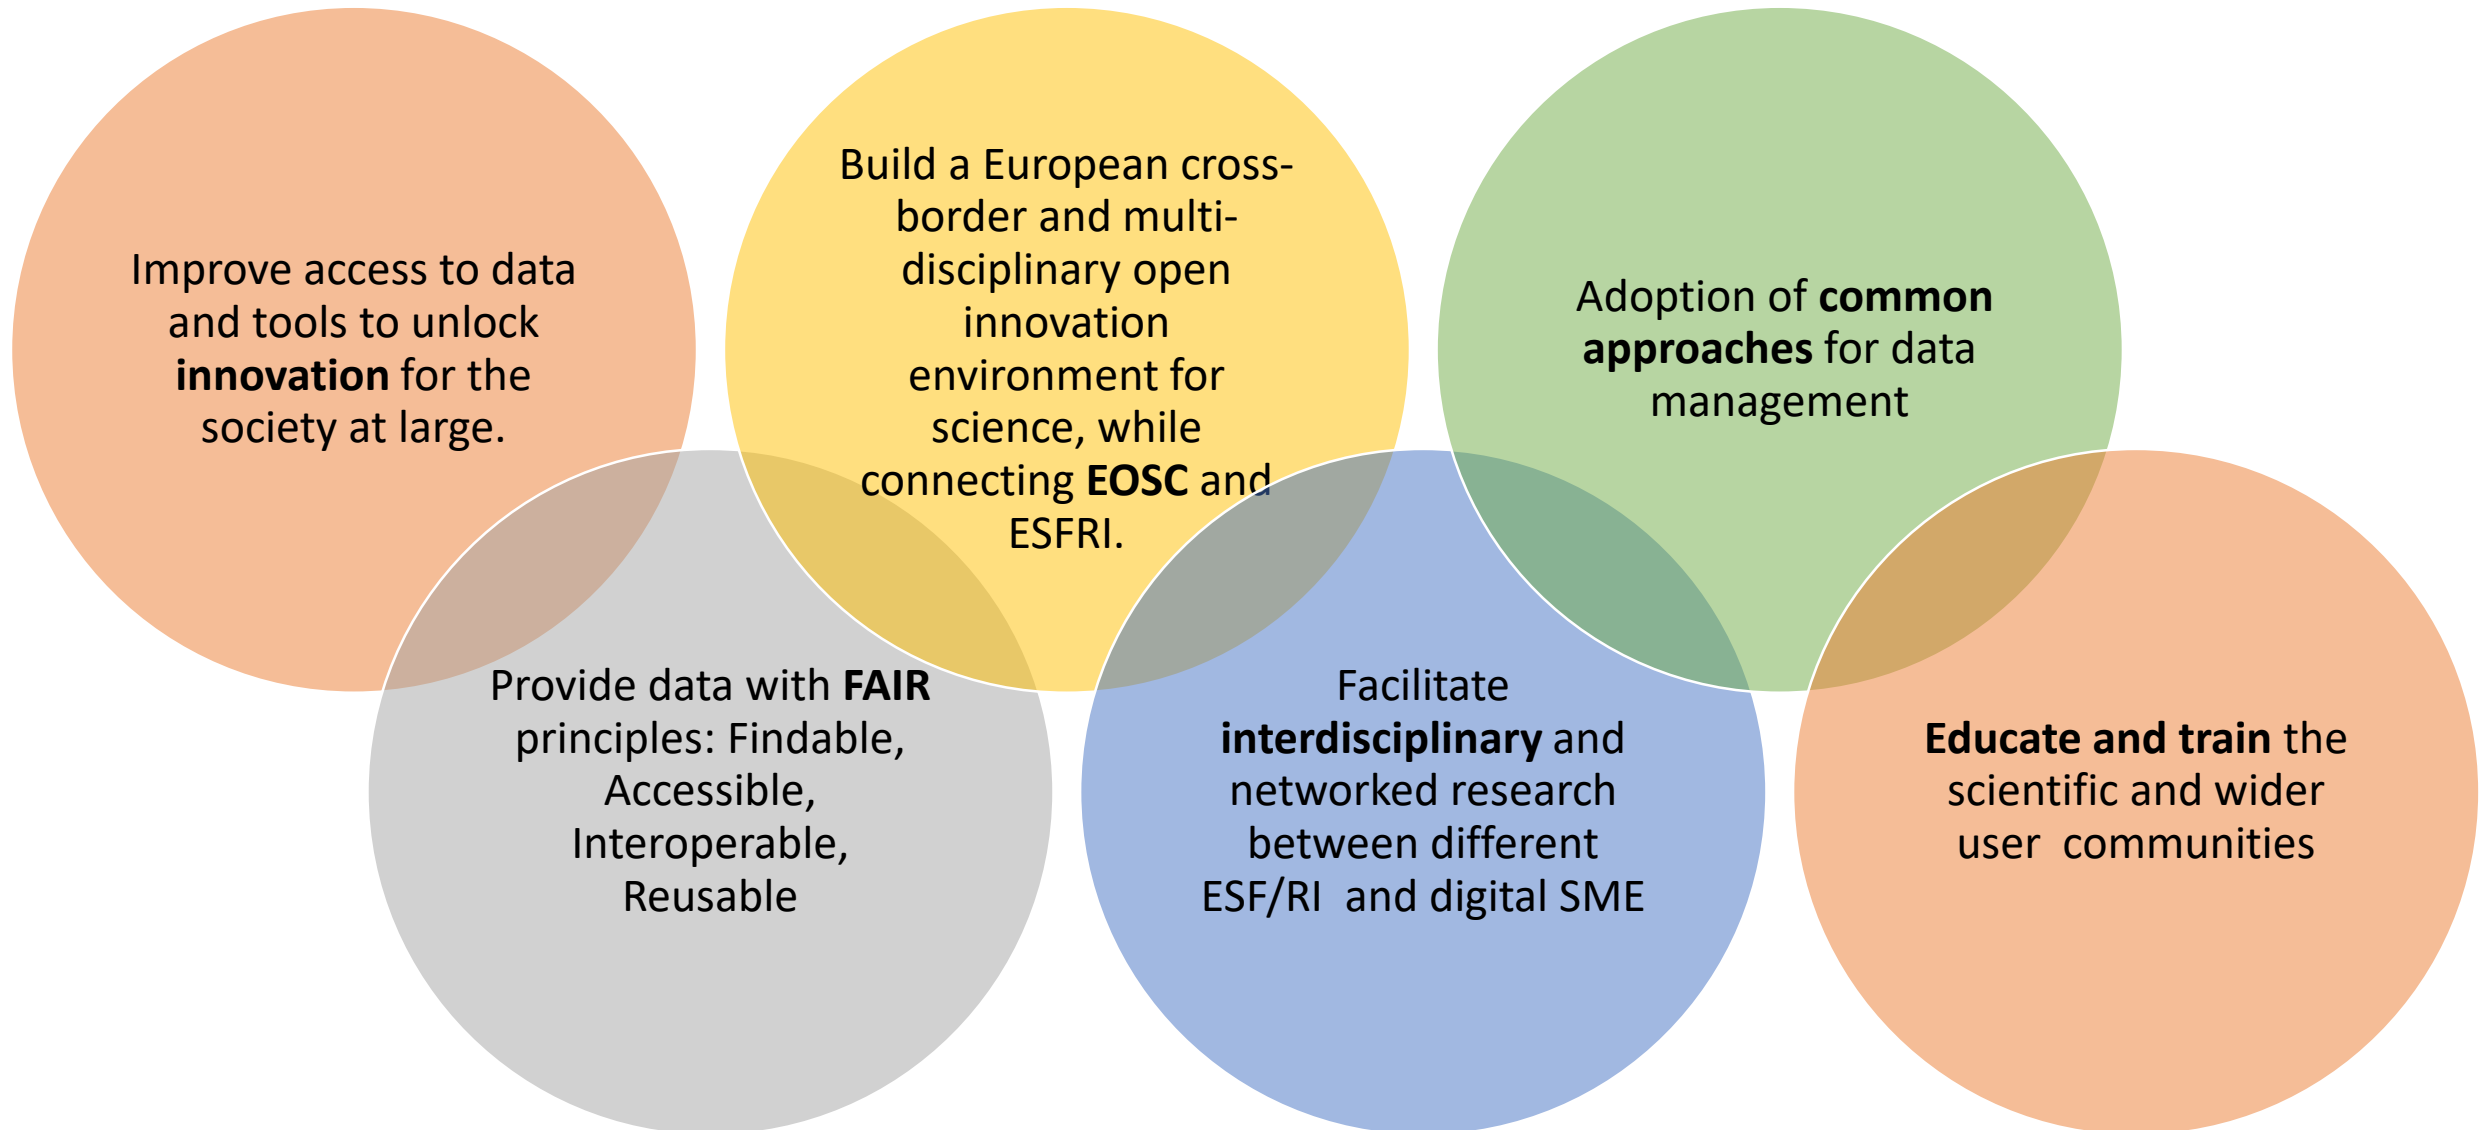 Improve access to data
and tools to unlock
innovation for the
society at large.
Provide data with FAIR
principles: Findable,
Accessible,
Interoperable,
Reusable
Build a European cross-
border and multi-
disciplinary open
innovation
environment for
science, while
connecting EOSC and
ESFRI.
Facilitate
interdisciplinary and
networked research
between different
ESF/RI  and digital SME
Adoption of common
approaches for data
management
Educate and train the
scientific and wider
user  communities